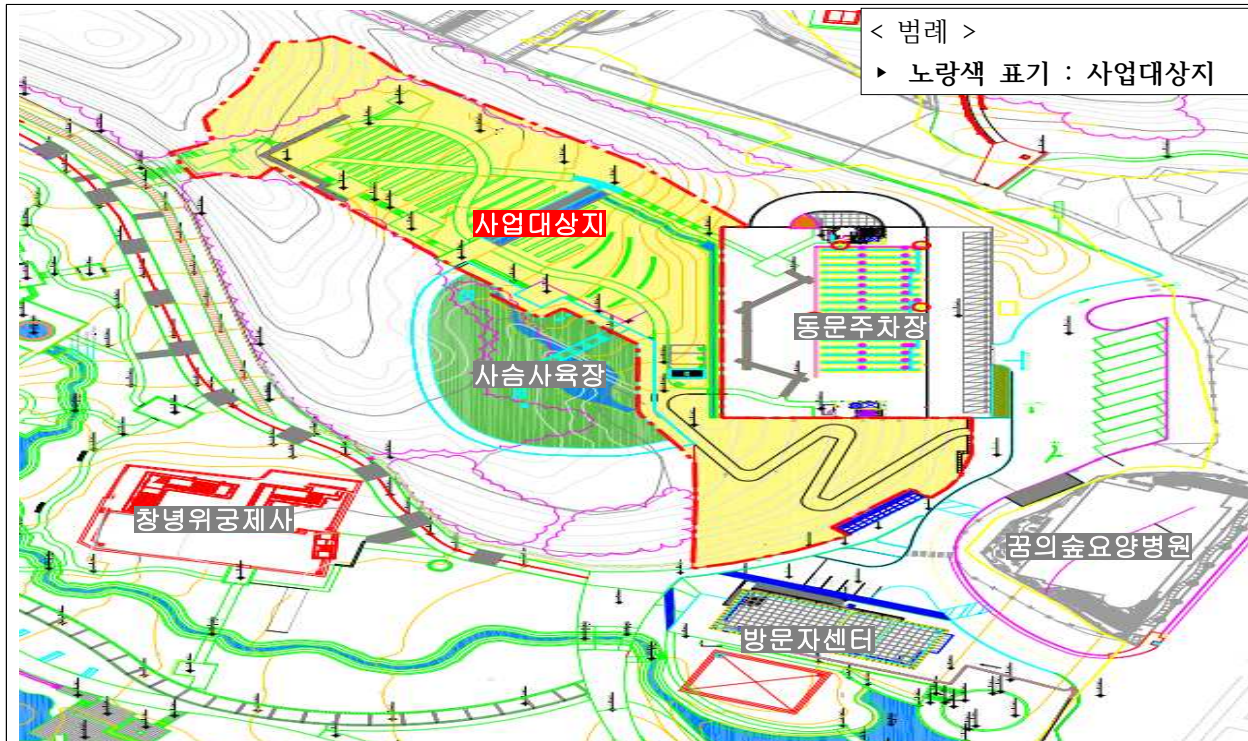 < 범례 >
▶ 노랑색 표기 : 사업대상지
사업대상지
동문주차장
사슴사육장
창녕위궁제사
꿈의숲요양병원
방문자센터